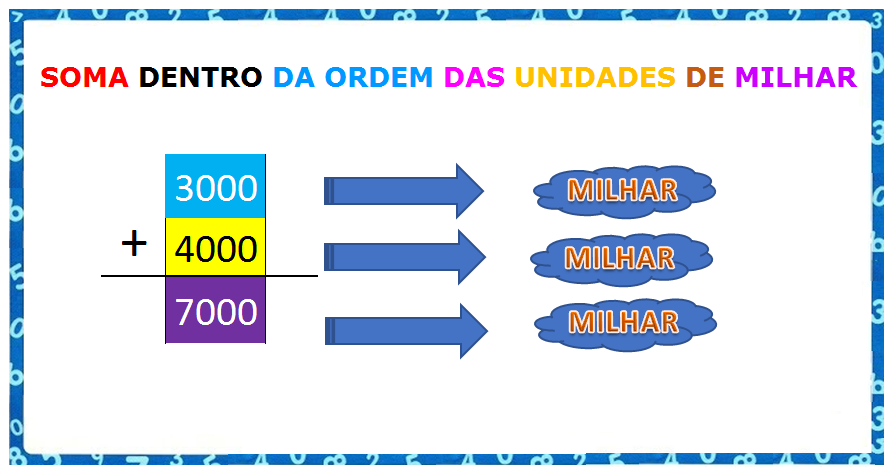 SOMA DENTRO DA ORDEM DAS UNIDADES DE MILHAR
3000 MILHAR
+ 4000 MILHAR
7000 MILHAR